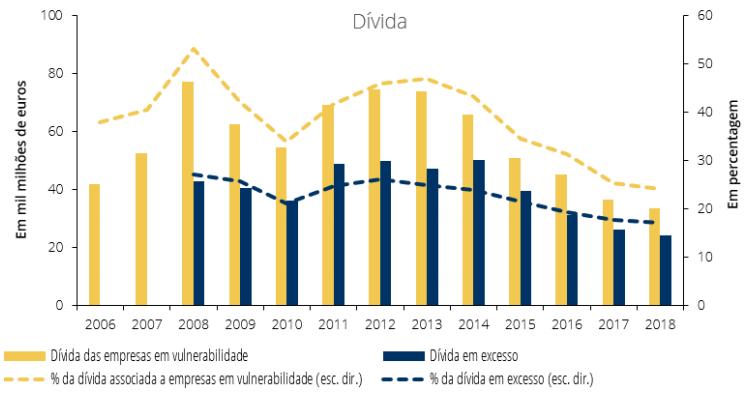 Dívida
Em mil milhões de euros
100
80
60
40
20
0
60
50
40
30
20
10
0
Em percentagem
2006 2007 2008 2009 2010 2011 2012 2013 2014 2015 2016 2017 2018
Dívida das empresas em vulnerabilidade Dívida em excesso
% da dívida associada a empresas em vulnerabilidade (esc. dir.) % da dívida em excesso (esc. dir.)